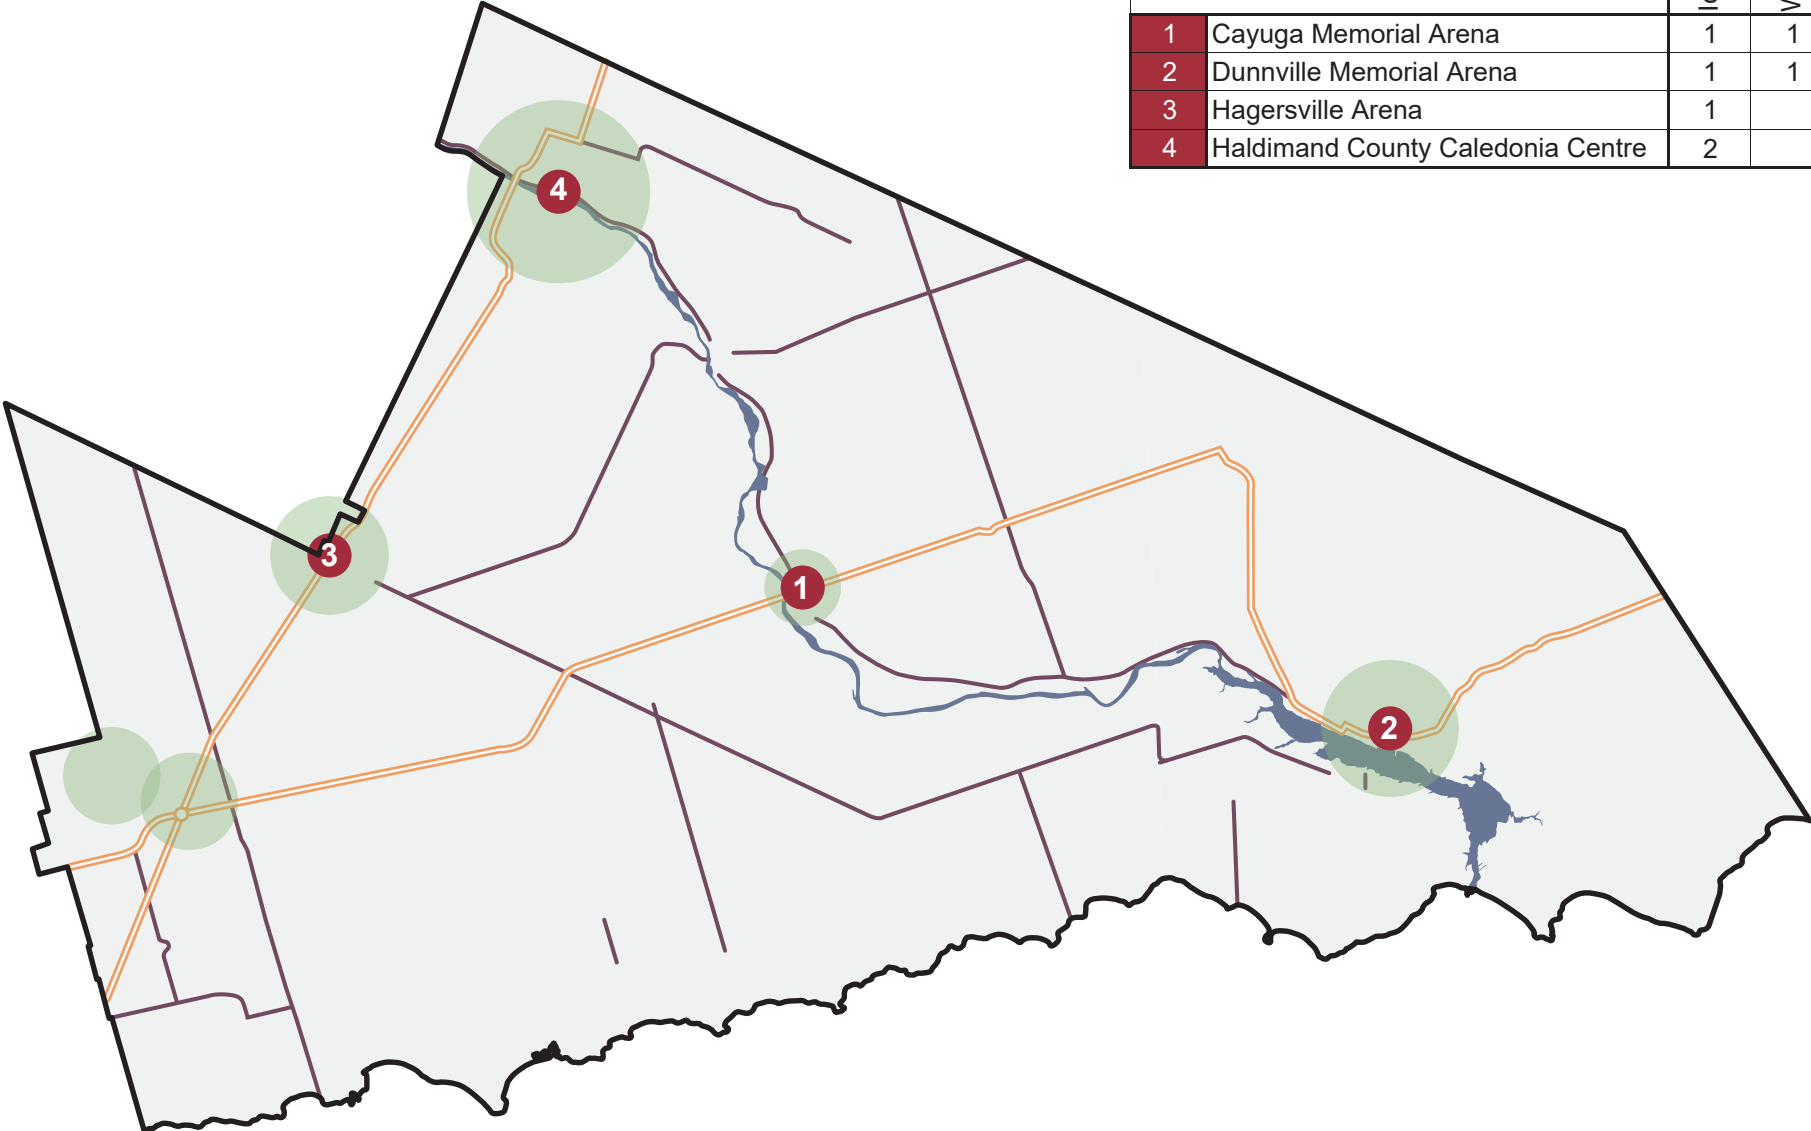 1 Cayuga Memorial Arena 1 1
2 Dunnville Memorial Arena 1 1
3 Hagersville Arena 1
4 Haldimand County Caledonia Centre 2
4
3
1
2